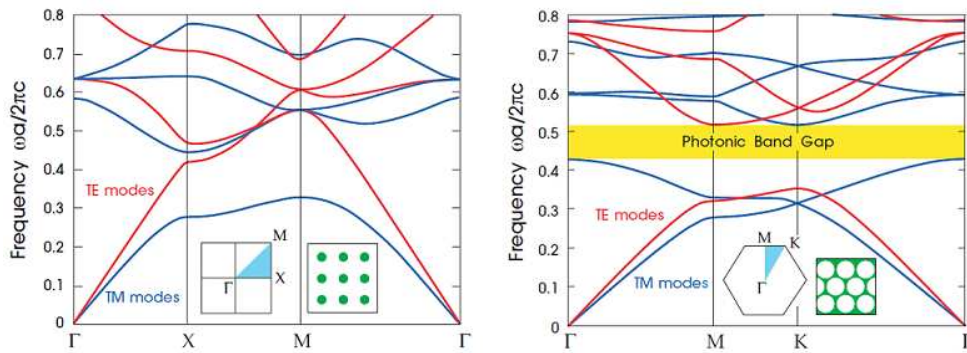 Frequency ωa/2πc
0.8
0.7
0.6
0.5
0.4
0.3
0.2
0.1
0
TE modes
TM modes
M
X
Γ
Γ
X
M
Γ
Frequency ωa/2πc
0.8
0.7
0.6
0.5
0.4
0.3
0.2
0.1
0
Photonic Band Gap
TE modes
TM modes
M
K
Γ
Γ
M
K